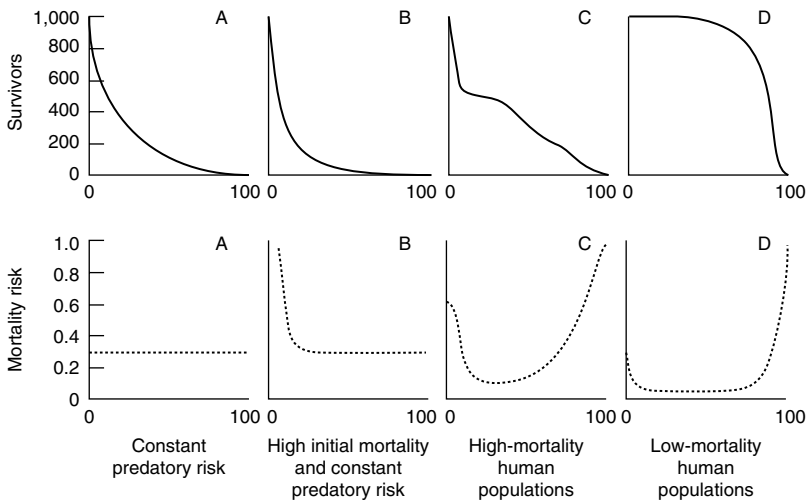 A
B
C
D
1,000
800
600
400
200
0
Survivors
0
100
0
100
0
100
0
100
A
B
C
D
1.0
0.8
0.6
0.4
0.2
0
Mortality risk
0
100
0
100
0
100
0
100
Constant
predatory risk
High initial mortality
and constant
predatory risk
High-mortality
human
populations
Low-mortality
human
populations